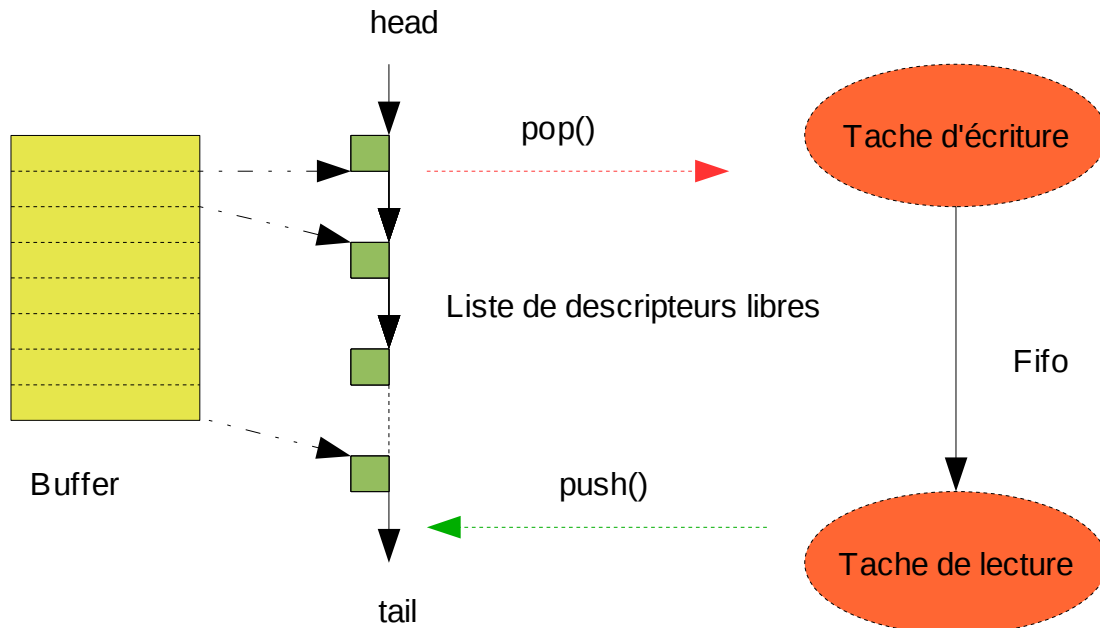 head
pop()
Tache d'écriture
Liste de descripteurs libres
Fifo
Buffer
push()
Tache de lecture
tail